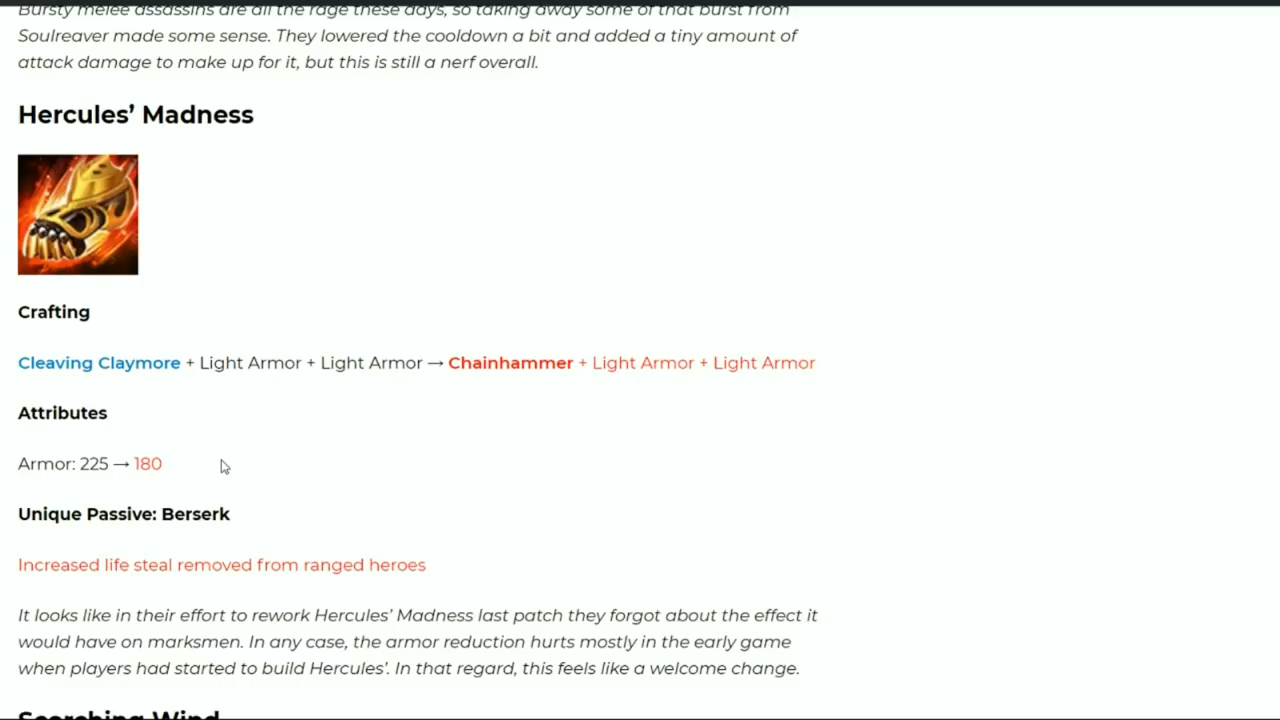 Bursty melee assassins are all the rage these days, so taking away some of that burst from
Soulreaver made some sense. They lowered the cooldown a bit and added a tiny amount of
attack damage to make up for it, but this is still a nerf overall.
Hercules’ Madness
Crafting
Cleaving Claymore + Light Armor + Light Armor → Chainhammer + Light Armor + Light Armor
Attributes
Armor: 225 → 180
Unique Passive: Berserk
Increased life steal removed from ranged heroes
It looks like in their effort to rework Hercules’ Madness last patch they forgot about the effect it
would have on marksmen. In any case, the armor reduction hurts mostly in the early game
when players had started to build Hercules’. In that regard, this feels like a welcome change.
Scorching Wind